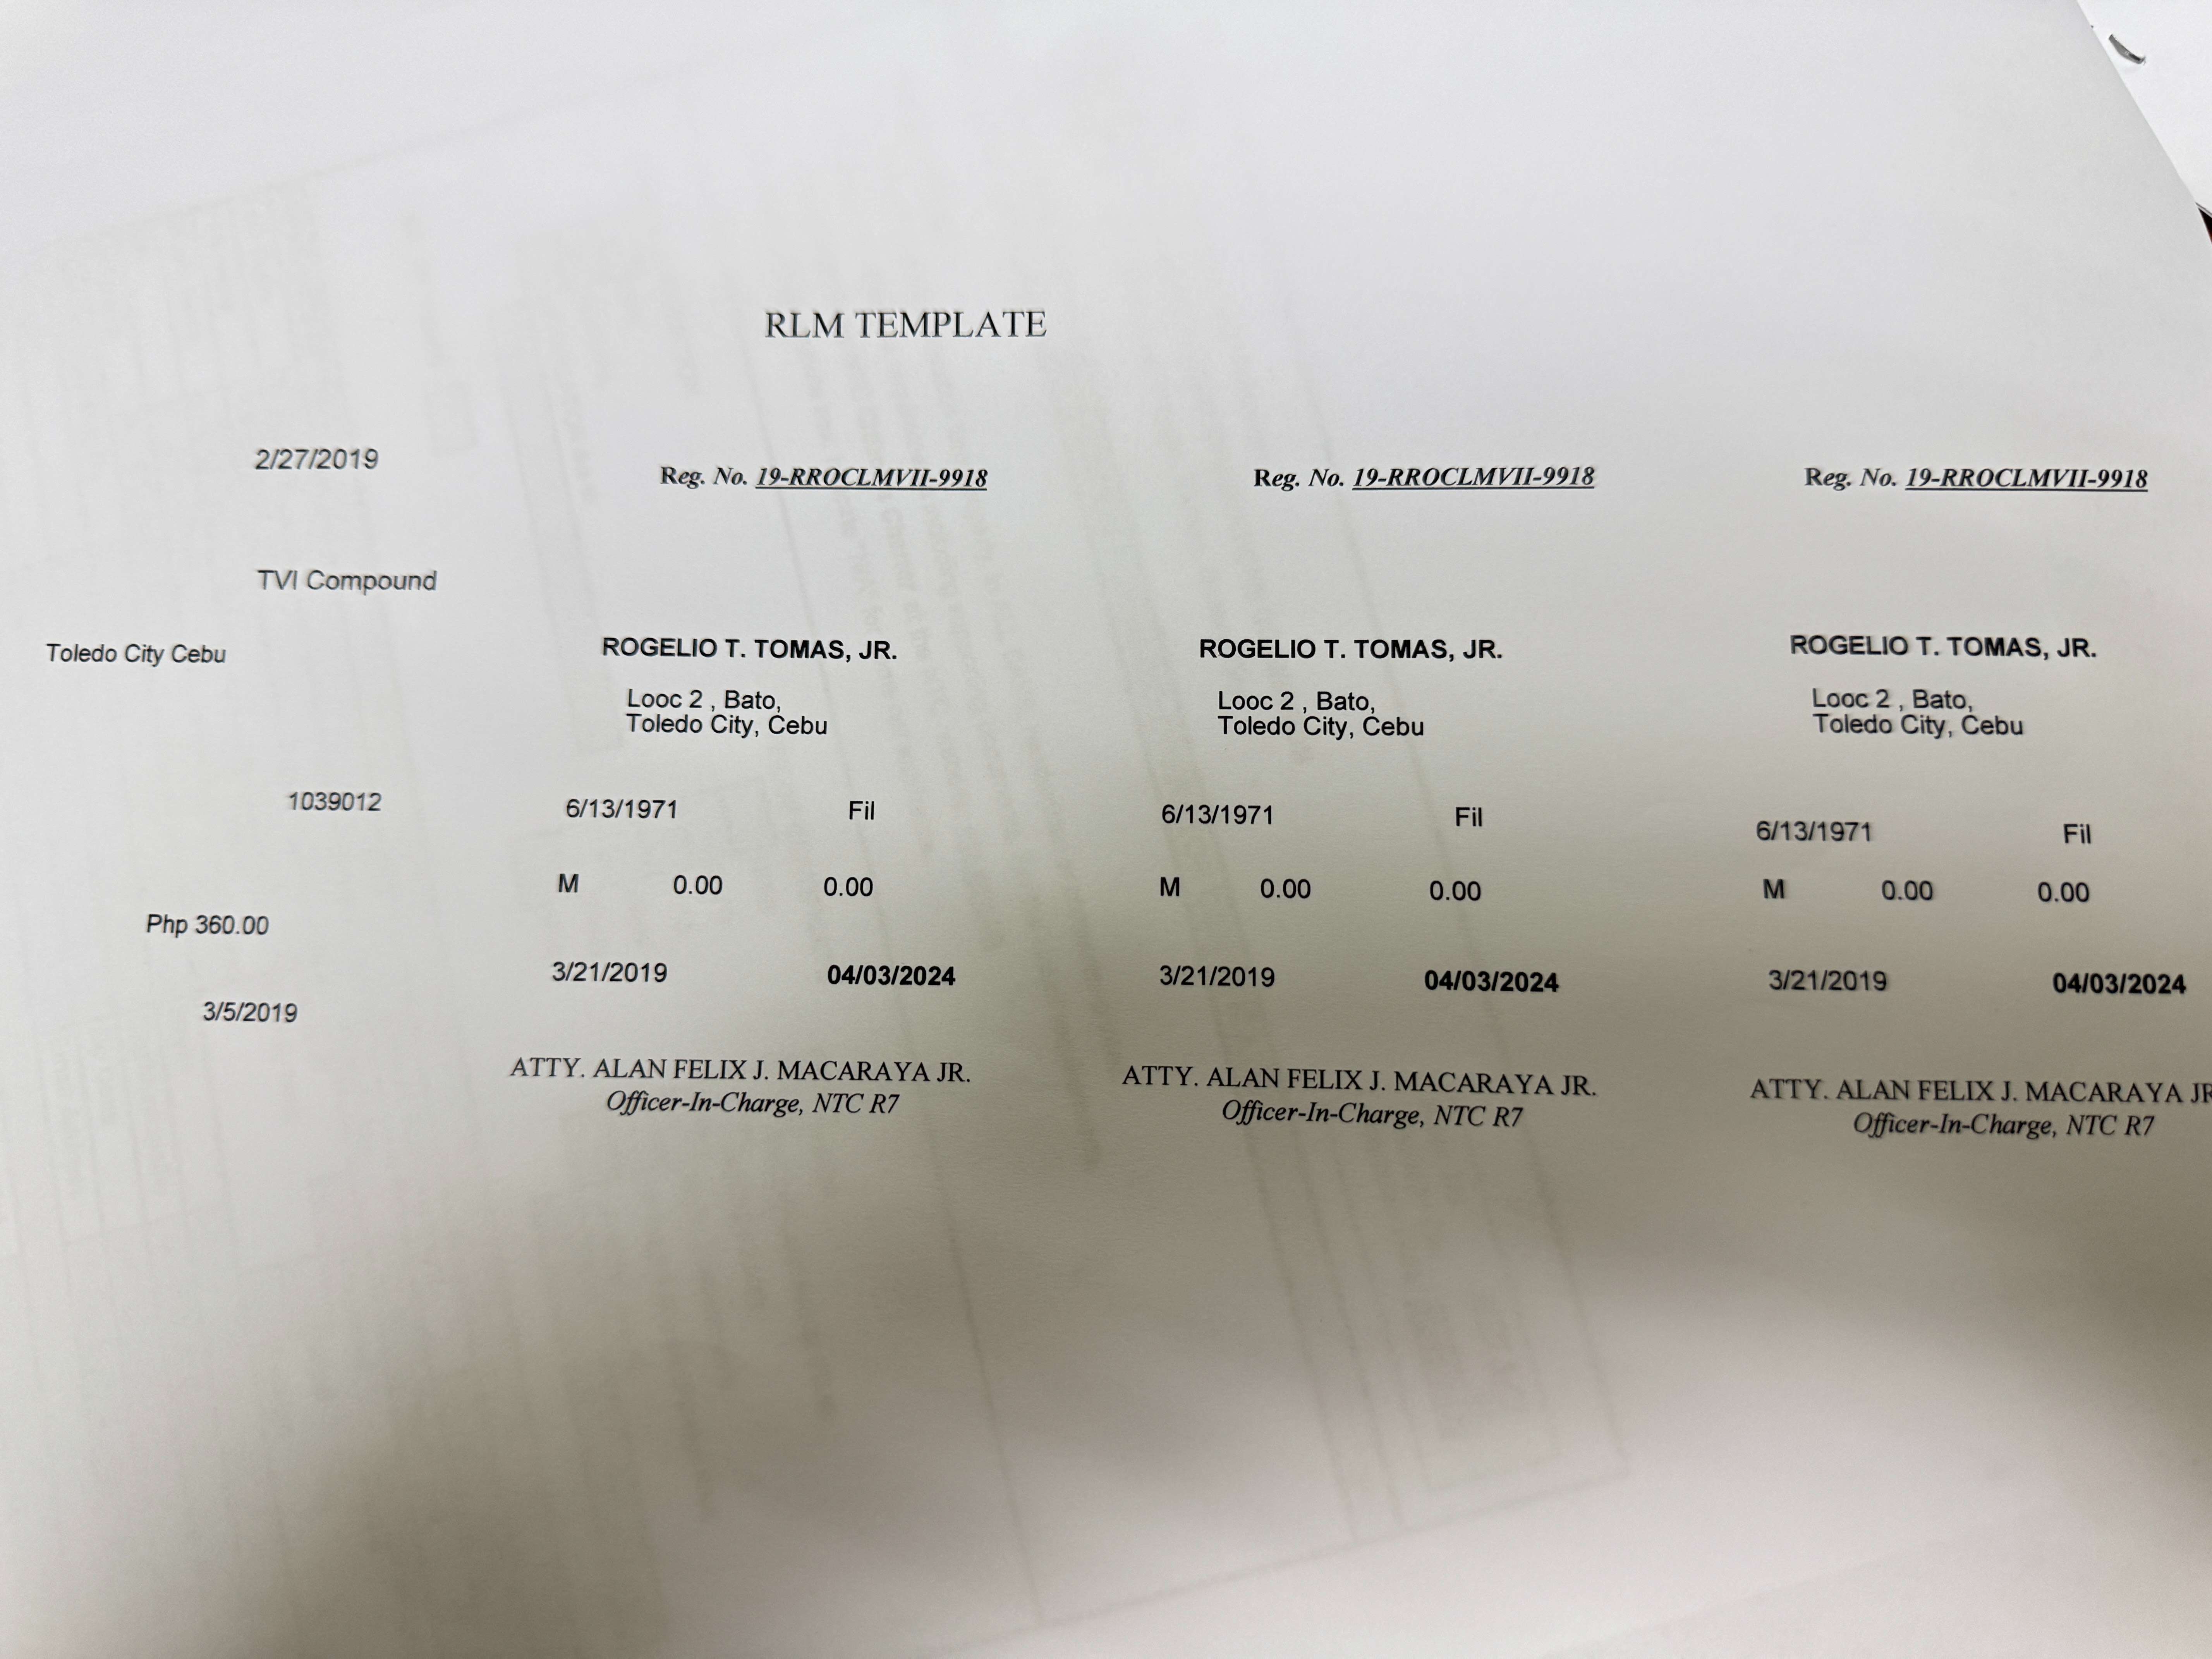 RLM TEMPLATE
2/27/2019
Reg. No. 19-RROCLMVII-9918 Reg. No. 19-RROCLMVII-9918 Reg. No. 19-RROCLMVII-9918
TVI Compound
Toledo City Cebu ROGELIO T. TOMAS, JR. ROGELIO T. TOMAS, JR. ROGELIO T. TOMAS, JR.
Looc 2 , Bato, Looc 2 , Bato, Looc 2 , Bato,
Toledo City, Cebu Toledo City, Cebu Toledo City, Cebu
1039012 6/13/1971 Fil 6/13/1971 Fil 6/13/1971 Fil
M 0.00 0.00 M 0.00 0.00 M 0.00 0.00
Php 360.00
3/21/2019 04/03/2024 3/21/2019 04/03/2024 3/21/2019 04/03/2024
3/5/2019
ATTY. ALAN FELIX J. MACARAYA JR. ATTY. ALAN FELIX J. MACARAYA JR. ATTY. ALAN FELIX J. MACARAYA JR
Officer-In-Charge, NTC R7 Officer-In-Charge, NTC R7 Officer-In-Charge, NTC R7